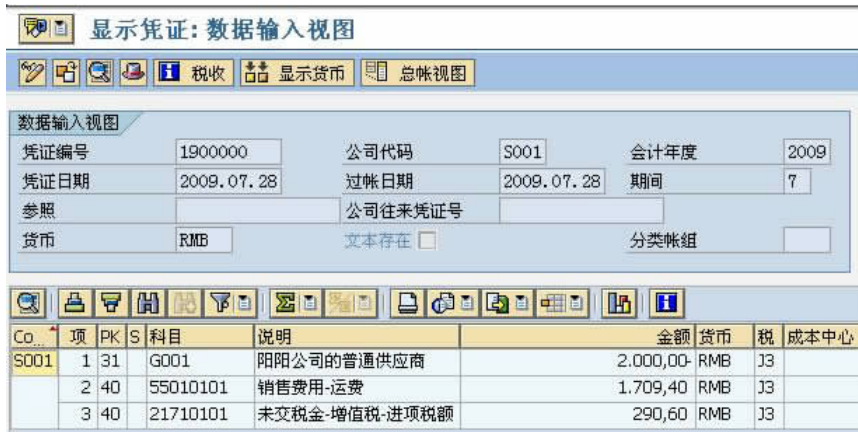 显示凭证:数据输入视图
税收 显示货币 总帐视图
数据输入视图
凭证编号 1900000 公司代码 S001 会计年度 2009
凭证日期 2009.07.28 过帐日期 2009.07.28 期间 7
参照 公司往来凭证号
货币 RMB 文本存在 分类帐组
Co... 项 PK S 科目 说明 金额 货币 税 成本中心
S001 1 31 G001 阳阳公司的普通供应商 2.000,00- RMB J3
2 40 55010101 销售费用-运费 1.709,40 RMB J3
3 40 21710101 未交税金-增值税-进项税额 290,60 RMB J3